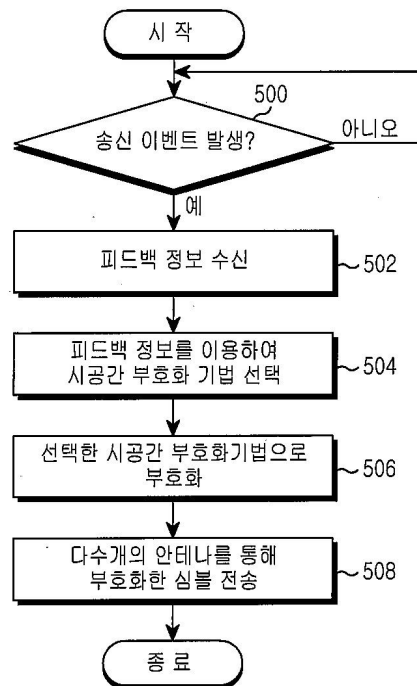 시 작
500
송신 이벤트 발생?
아니오
예
피드백 정보 수신
502
피드백 정보를 이용하여
시공간 부호화 기법 선택
504
선택한 시공간 부호화기법으로
부호화
506
다수개의 안테나를 통해
부호화한 심볼 전송
508
종 료